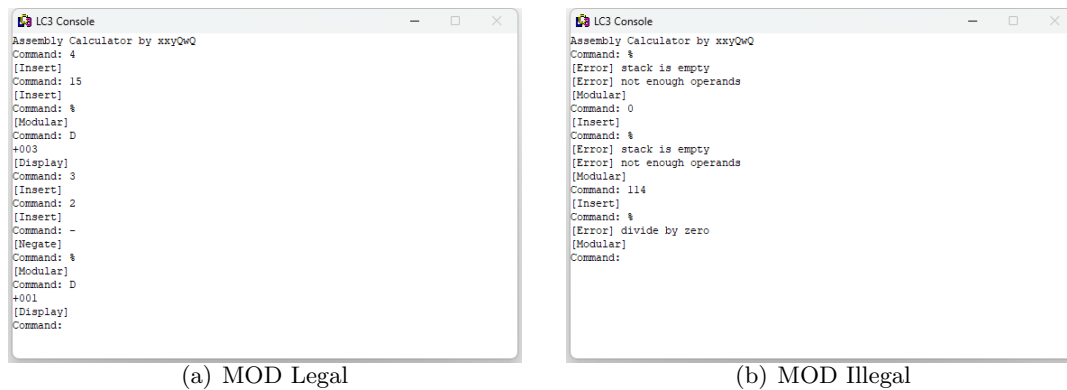 LC3 Console
Assembly Calculator by xxyQwQ
Command: 4
[Insert]
Command: 15
[Insert]
Command: %
[Modular]
Command: D
+003
[Display]
Command: 3
[Insert]
Command: 2
[Insert]
Command: -
[Negate]
Command: %
[Modular]
Command: D
+001
[Display]
Command:
(a) MOD Legal
LC3 Console
Assembly Calculator by xxyQwQ
Command: %
[Error] stack is empty
[Error] not enough operands
[Modular]
Command: 0
[Insert]
Command: %
[Error] stack is empty
[Error] not enough operands
[Modular]
Command: 114
[Insert]
Command: %
[Error] divide by zero
[Modular]
Command:
(b) MOD Illegal